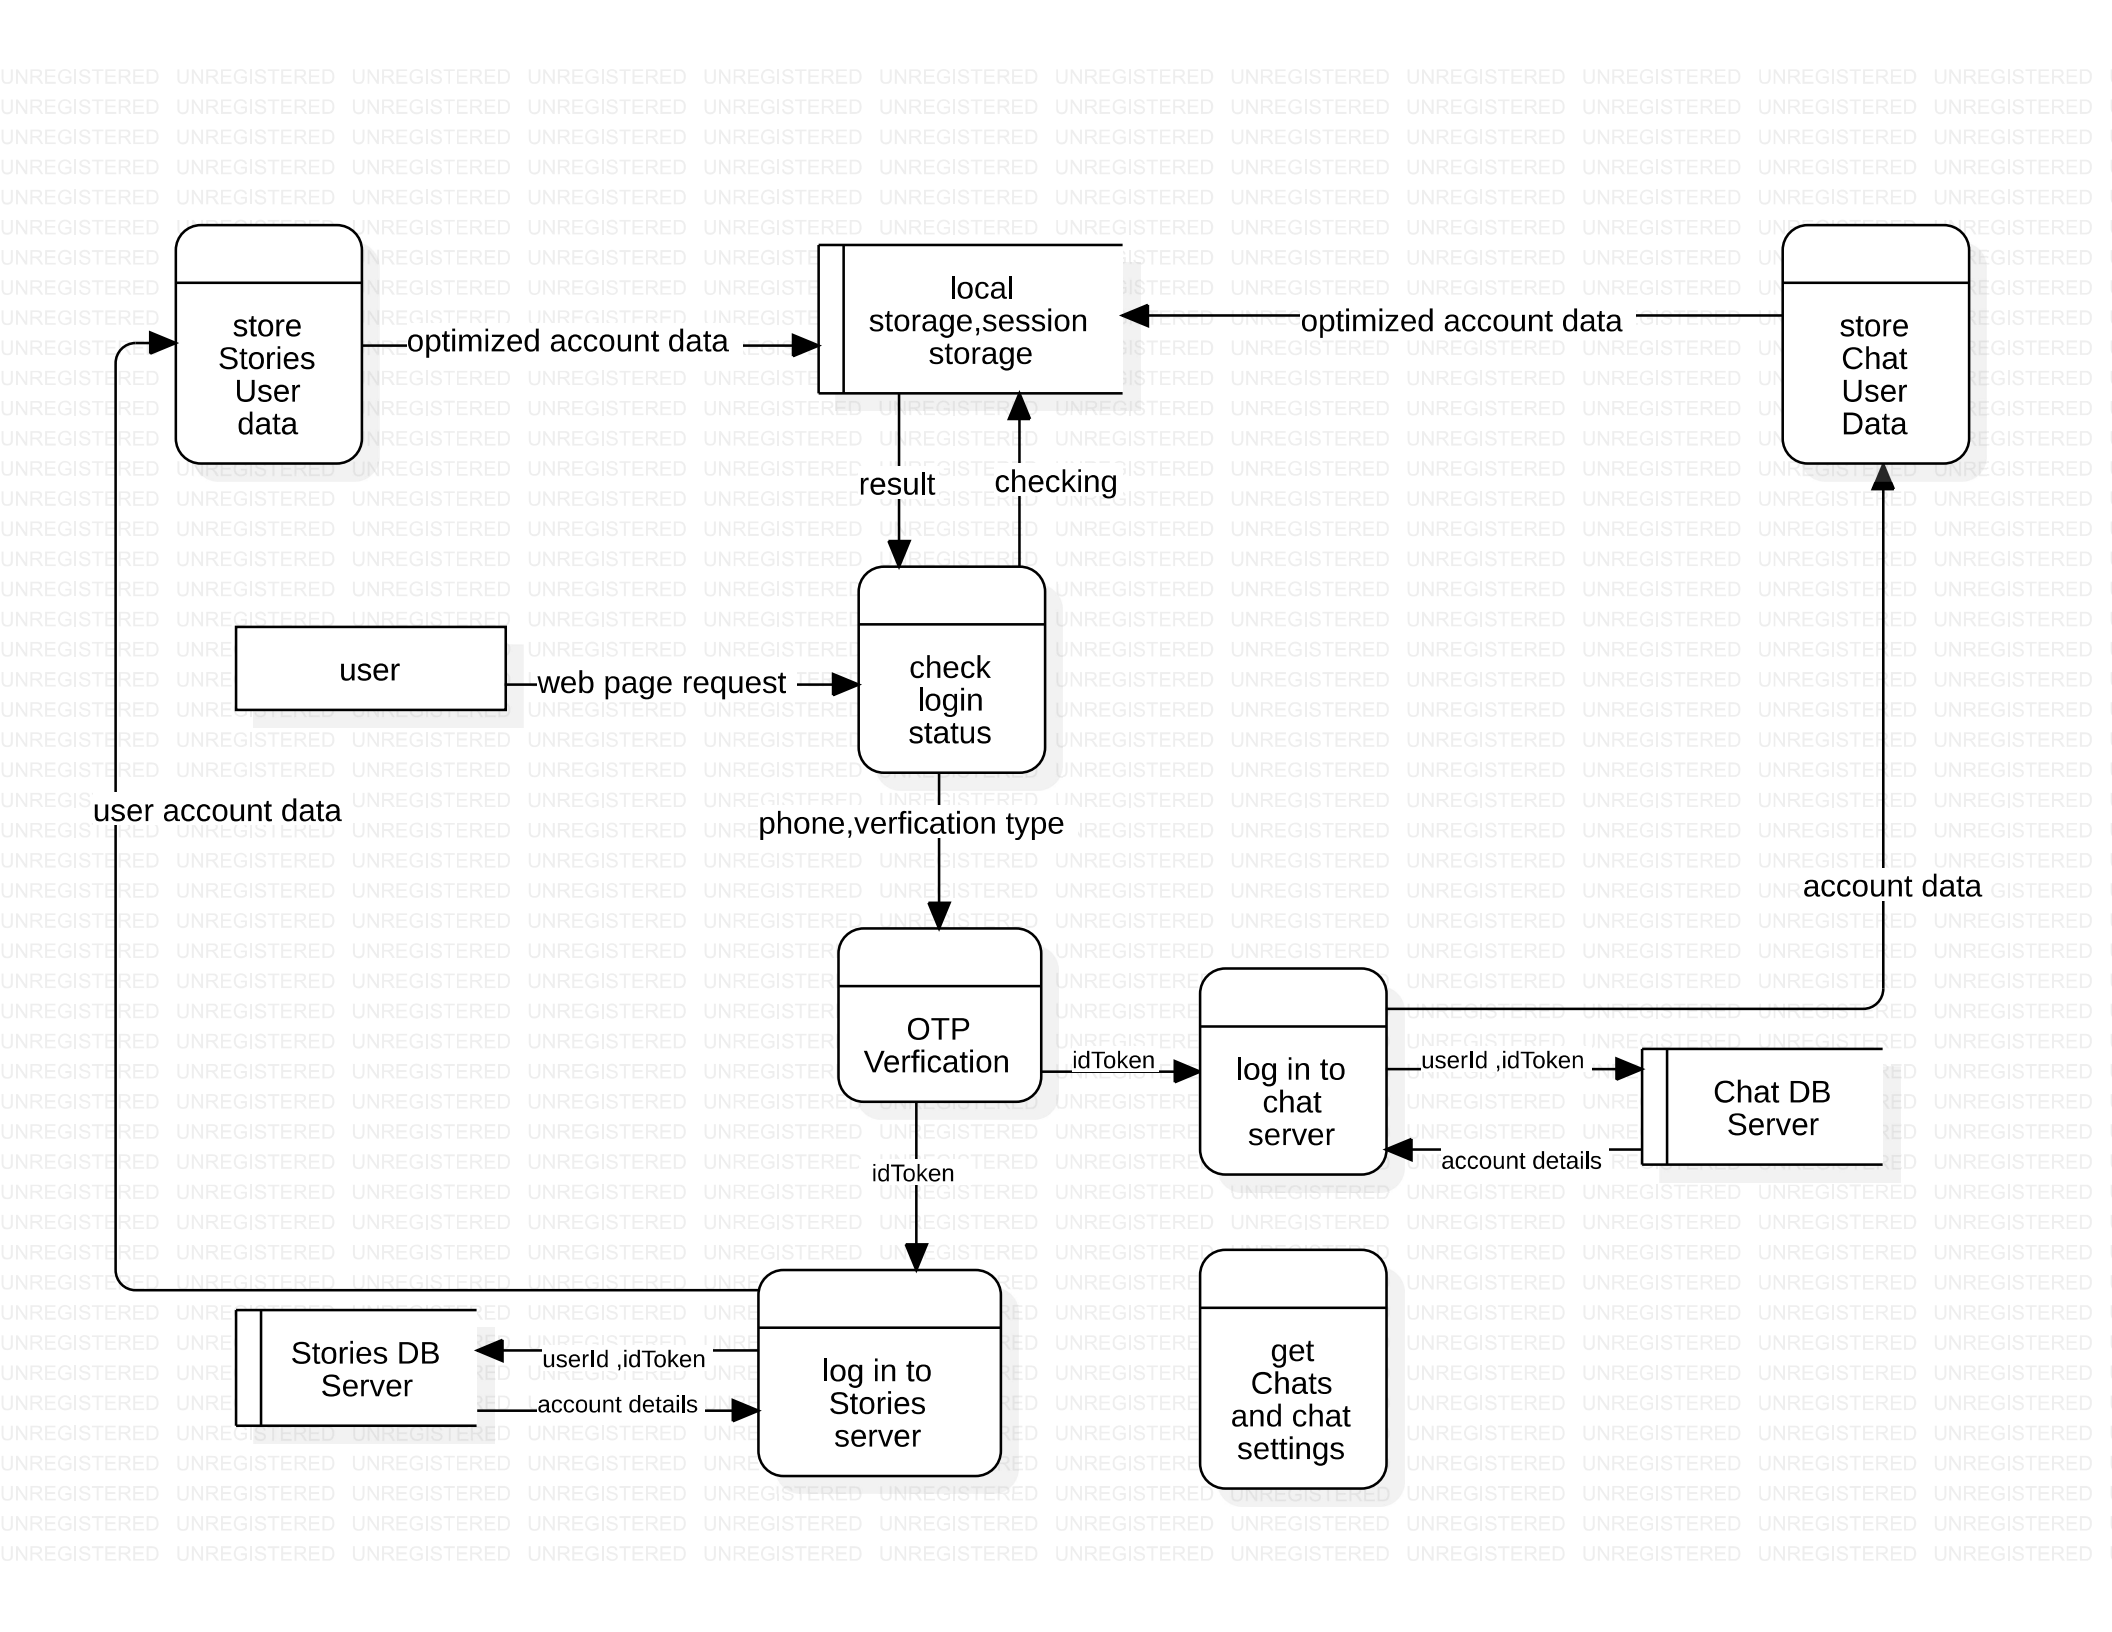 store
Stories
User
data
optimized account data
local
storage,session
storage
optimized account data
store
Chat
User
Data
result
checking
user
web page request
check
login
status
user account data
phone,verfication type
account data
OTP
Verfication
idToken
log in to
chat
server
userId ,idToken
Chat DB
Server
account details
idToken
Stories DB
Server
userId ,idToken
account details
log in to
Stories
server
get
Chats
and chat
settings
UNREGISTERED